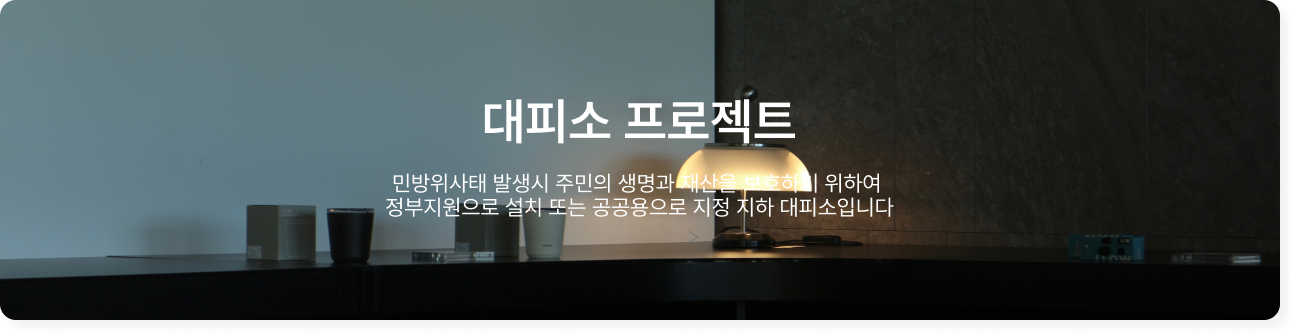 대피소 프로젝트
민방위사태 발생시 주민의 생명과 재산을 보호하기 위하여
정부지원으로 설치 또는 공공용으로 지정 지하 대피소입니다